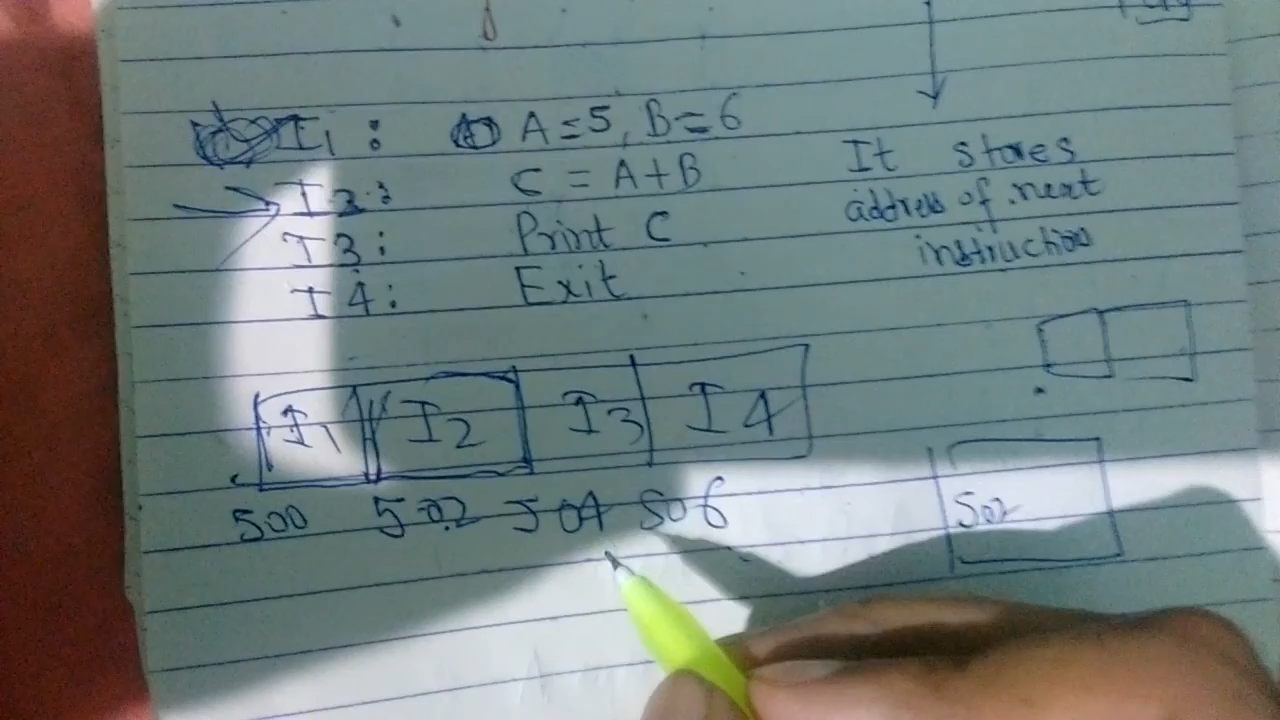 I1 : A=5, B=6
I2 : C = A+B
I3 : Print C
I4 : Exit
It stores
address of next
instruction
I1 I2 I3 I4
500 502 504 506
502